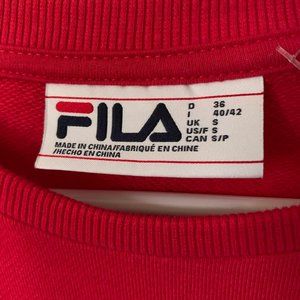 FILA
D 36
I 40/42
UK S
US/F S
CAN S/P
MADE IN CHINA/FABRIQUÉ EN CHINE
/HECHO EN CHINA